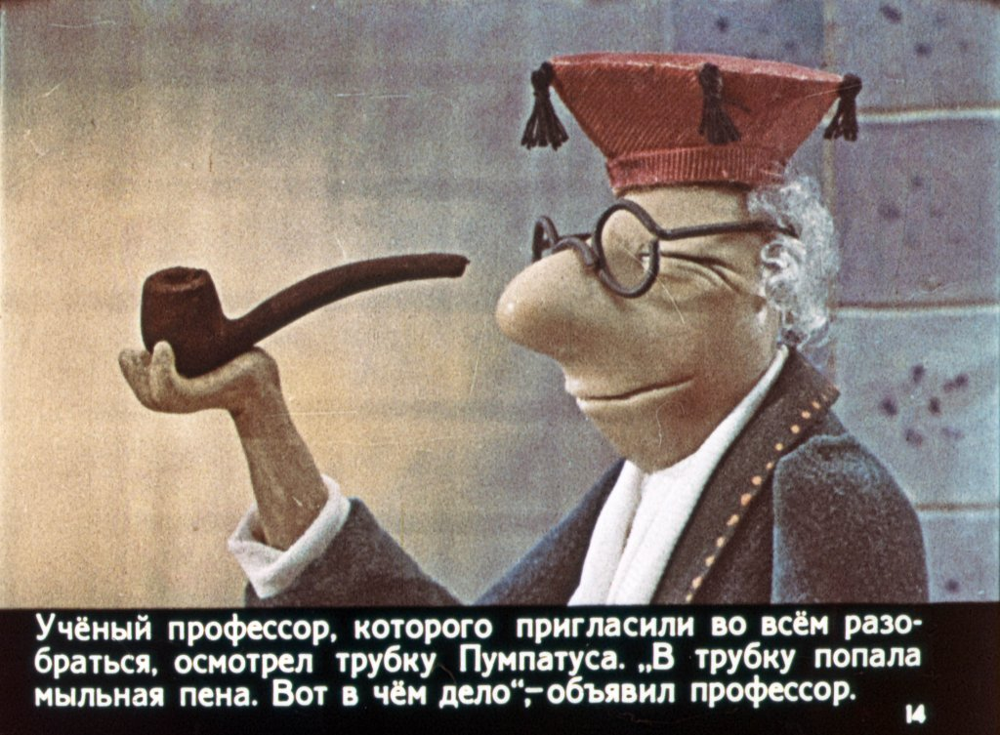 Учёный профессор, которого пригласили во всём разо-
браться, осмотрел трубку Пумпатуса. „В трубку попала
мыльная пена. Вот в чём дело“,–объявил профессор.
14